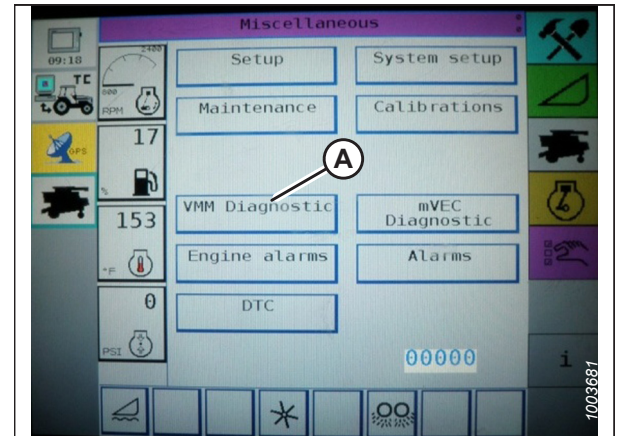 Miscellaneous
09:18
TC
GPS
2400
600
RPM
17
%
153
°F
0
PSI
Setup
System setup
Maintenance
Calibrations
A
VMM Diagnostic
mVEC
Diagnostic
Engine alarms
Alarms
DTC
00000
i
1003681